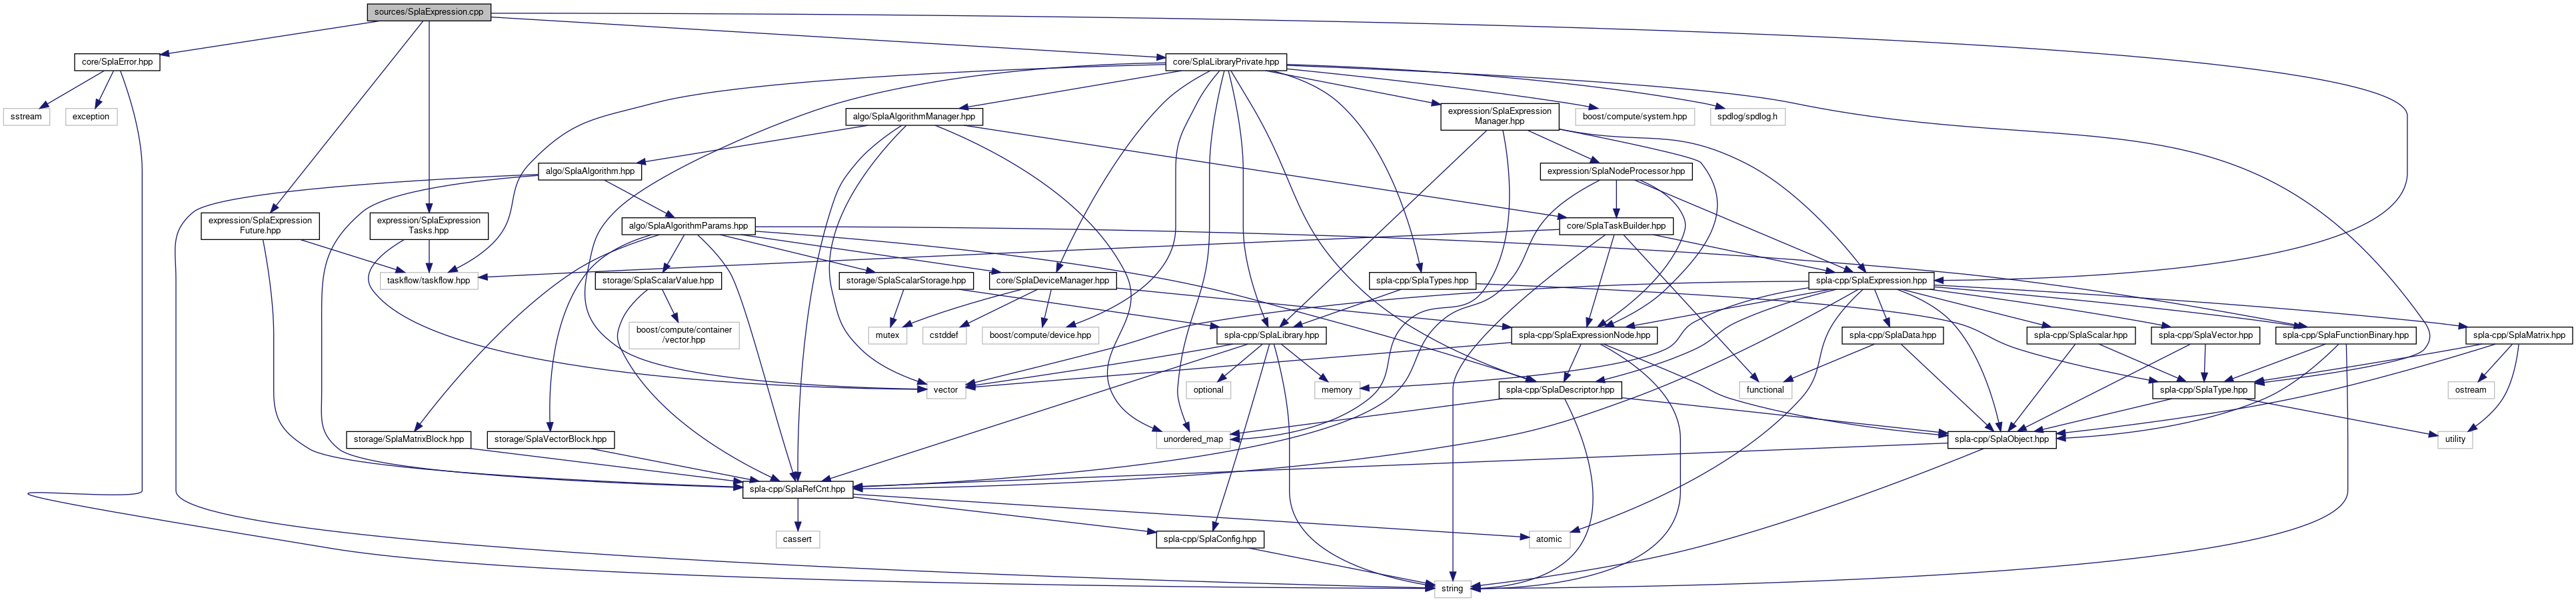 sources/SplaExpression.cpp
core/SplaError.hpp
core/SplaLibraryPrivate.hpp
sstream
exception
algo/SplaAlgorithmManager.hpp
expression/SplaExpression
Manager.hpp
boost/compute/system.hpp
spdlog/spdlog.h
algo/SplaAlgorithm.hpp
expression/SplaNodeProcessor.hpp
expression/SplaExpression
Future.hpp
expression/SplaExpression
Tasks.hpp
algo/SplaAlgorithmParams.hpp
core/SplaTaskBuilder.hpp
taskflow/taskflow.hpp
storage/SplaScalarValue.hpp
storage/SplaScalarStorage.hpp
core/SplaDeviceManager.hpp
spla-cpp/SplaTypes.hpp
spla-cpp/SplaExpression.hpp
boost/compute/container
/vector.hpp
mutex
cstddef
boost/compute/device.hpp
spla-cpp/SplaLibrary.hpp
spla-cpp/SplaExpressionNode.hpp
spla-cpp/SplaData.hpp
spla-cpp/SplaScalar.hpp
spla-cpp/SplaVector.hpp
spla-cpp/SplaFunctionBinary.hpp
spla-cpp/SplaMatrix.hpp
vector
optional
memory
spla-cpp/SplaDescriptor.hpp
functional
spla-cpp/SplaType.hpp
ostream
storage/SplaMatrixBlock.hpp
storage/SplaVectorBlock.hpp
unordered_map
spla-cpp/SplaObject.hpp
utility
spla-cpp/SplaRefCnt.hpp
cassert
spla-cpp/SplaConfig.hpp
atomic
string